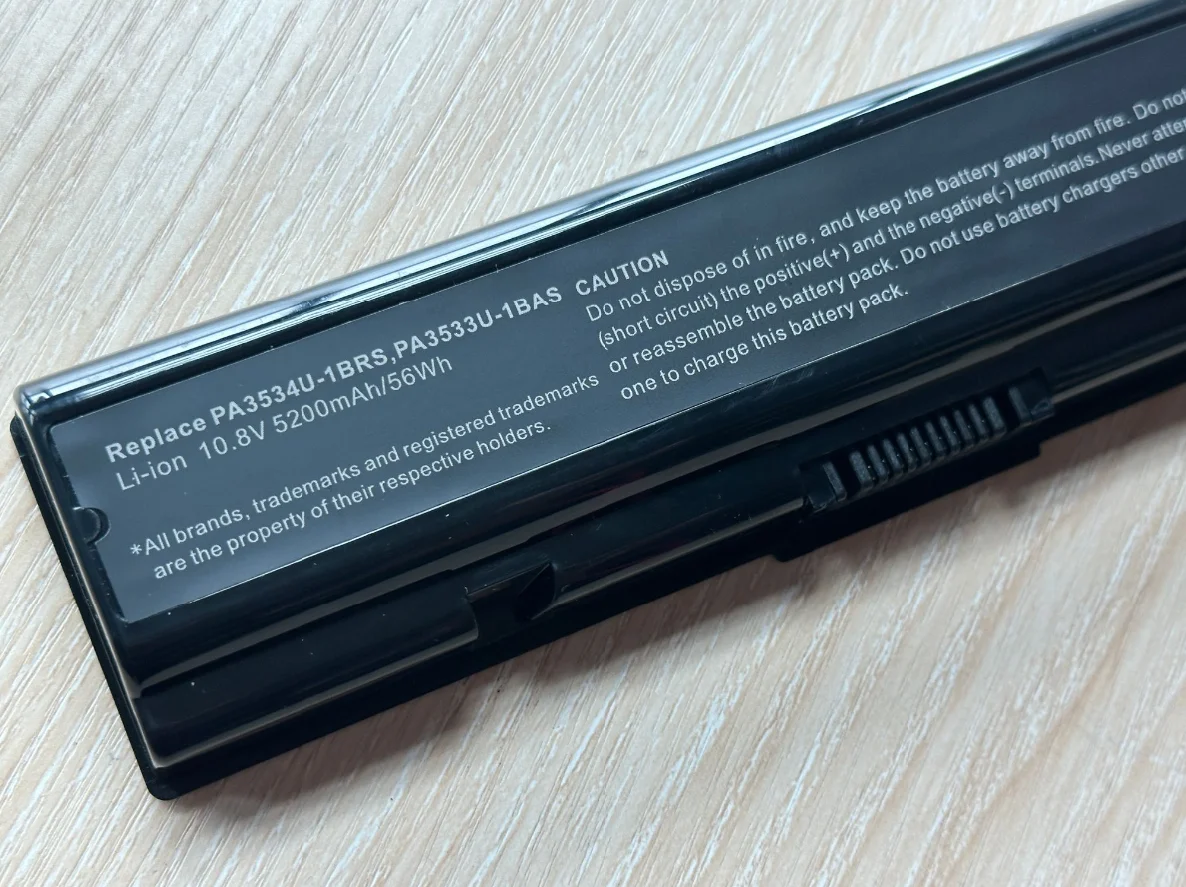 Replace PA3534U-1BRS,PA3533U-1BAS
Li-ion 10.8V 5200mAh/56Wh
*All brands, trademarks and registered trademarks
are the property of their respective holders.
CAUTION
Do not dispose of in fire, and keep the battery away from fire. Do not
(short circuit) the positive(+) and the negative(-) terminals.Never
or reassemble the battery pack. Do not use battery chargers other
one to charge this battery pack.